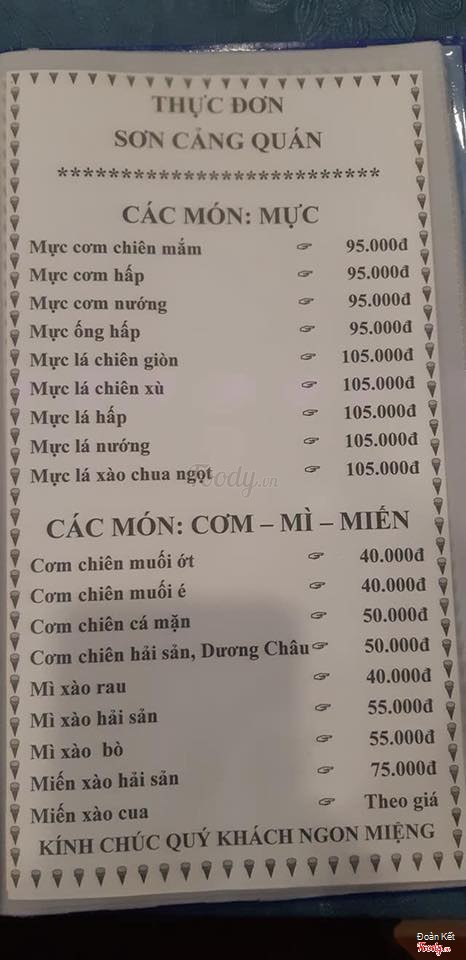 THỰC ĐƠN
SƠN CẢNG QUÁN
**************************
CÁC MÓN: MỰC
Mực cơm chiên mắm ☞ 95.000đ
Mực cơm hấp ☞ 95.000đ
Mực cơm nướng ☞ 95.000đ
Mực ống hấp ☞ 95.000đ
Mực lá chiên giòn ☞ 105.000đ
Mực lá chiên xù ☞ 105.000đ
Mực lá hấp ☞ 105.000đ
Mực lá nướng ☞ 105.000đ
Mực lá xào chua ngọt ☞ 105.000đ
Foody.vn
CÁC MÓN: CƠM – MÌ – MIẾN
Cơm chiên muối ớt ☞ 40.000đ
Cơm chiên muối é ☞ 40.000đ
Cơm chiên cá mặn ☞ 50.000đ
Cơm chiên hải sản, Dương Châu ☞ 50.000đ
Mì xào rau ☞ 40.000đ
Mì xào hải sản ☞ 55.000đ
Mì xào bò ☞ 55.000đ
Miến xào hải sản ☞ 75.000đ
Miến xào cua ☞ Theo giá
KÍNH CHÚC QUÝ KHÁCH NGON MIỆNG
Đoàn Kết
Foody.vn